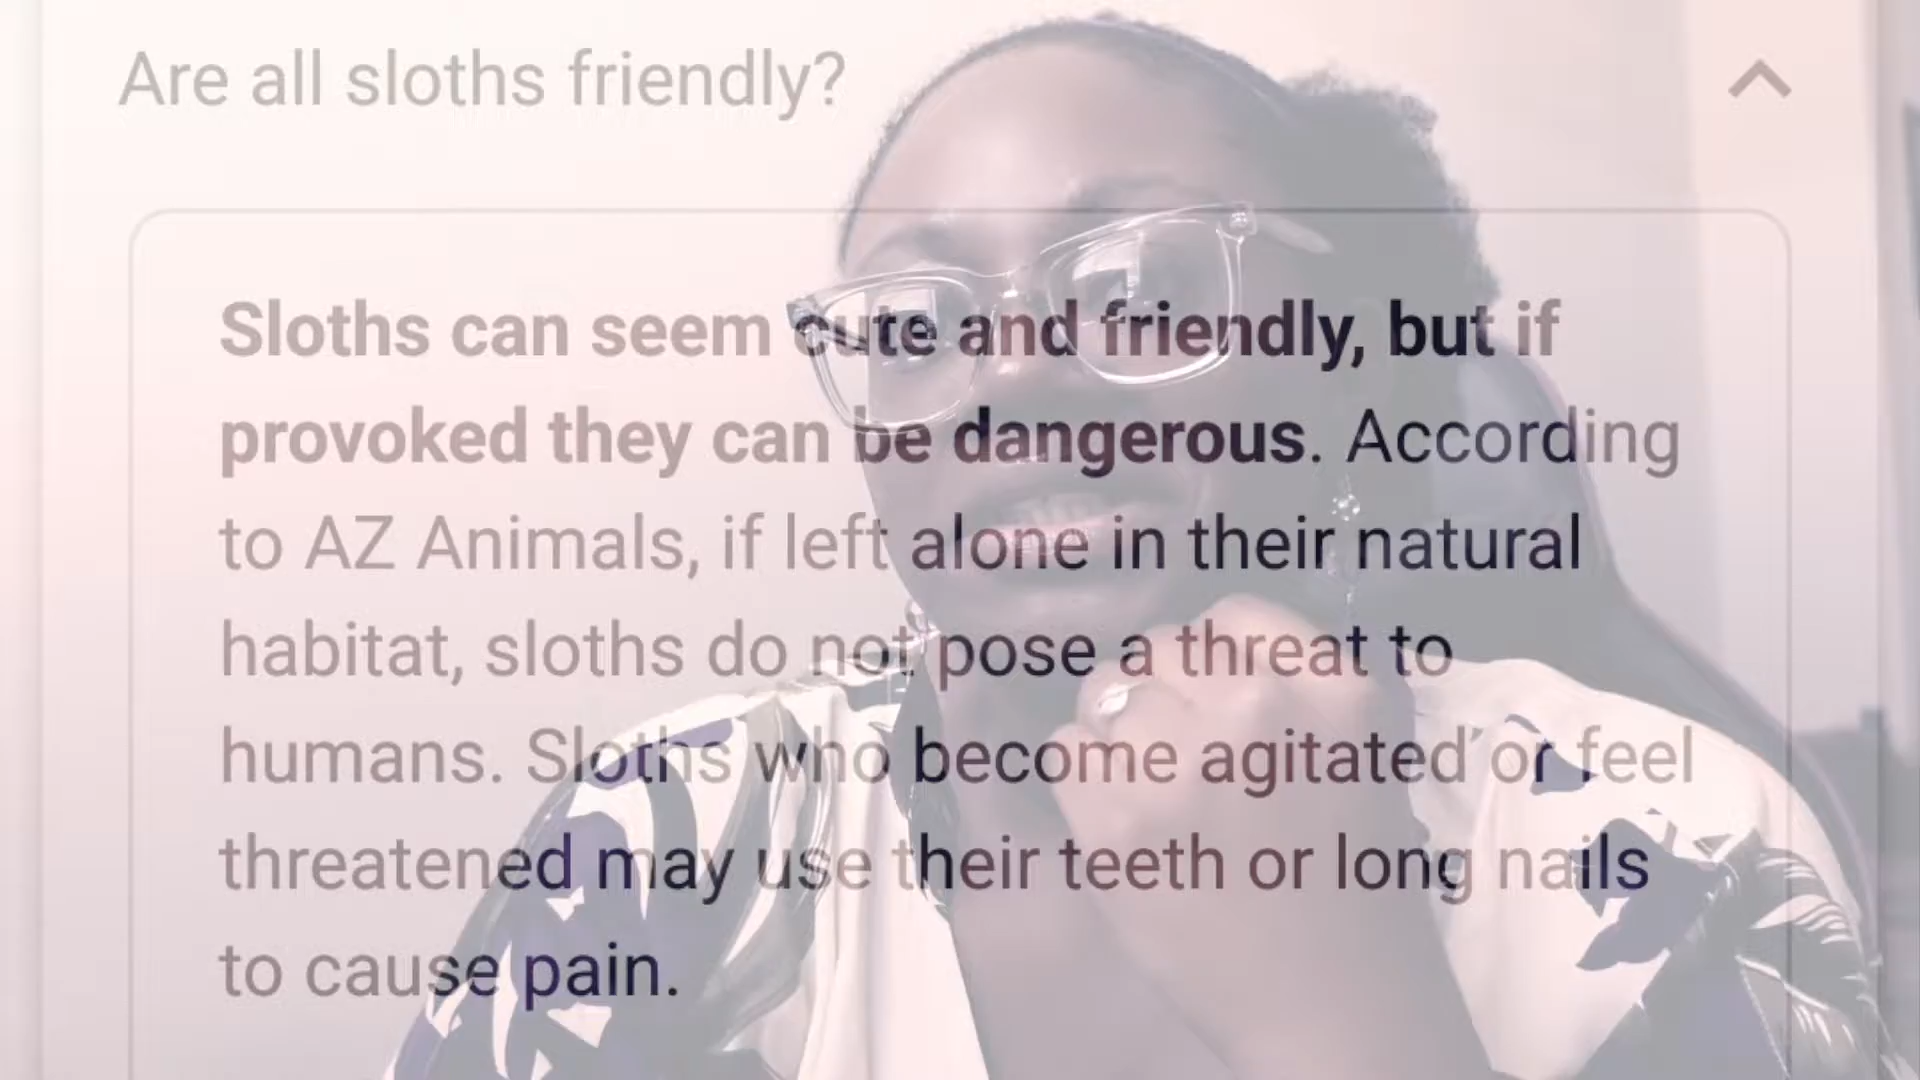 Are all sloths friendly?
Sloths can seem cute and friendly, but if
provoked they can be dangerous. According
to AZ Animals, if left alone in their natural
habitat, sloths do not pose a threat to
humans. Sloths who become agitated or feel
threatened may use their teeth or long nails
to cause pain.